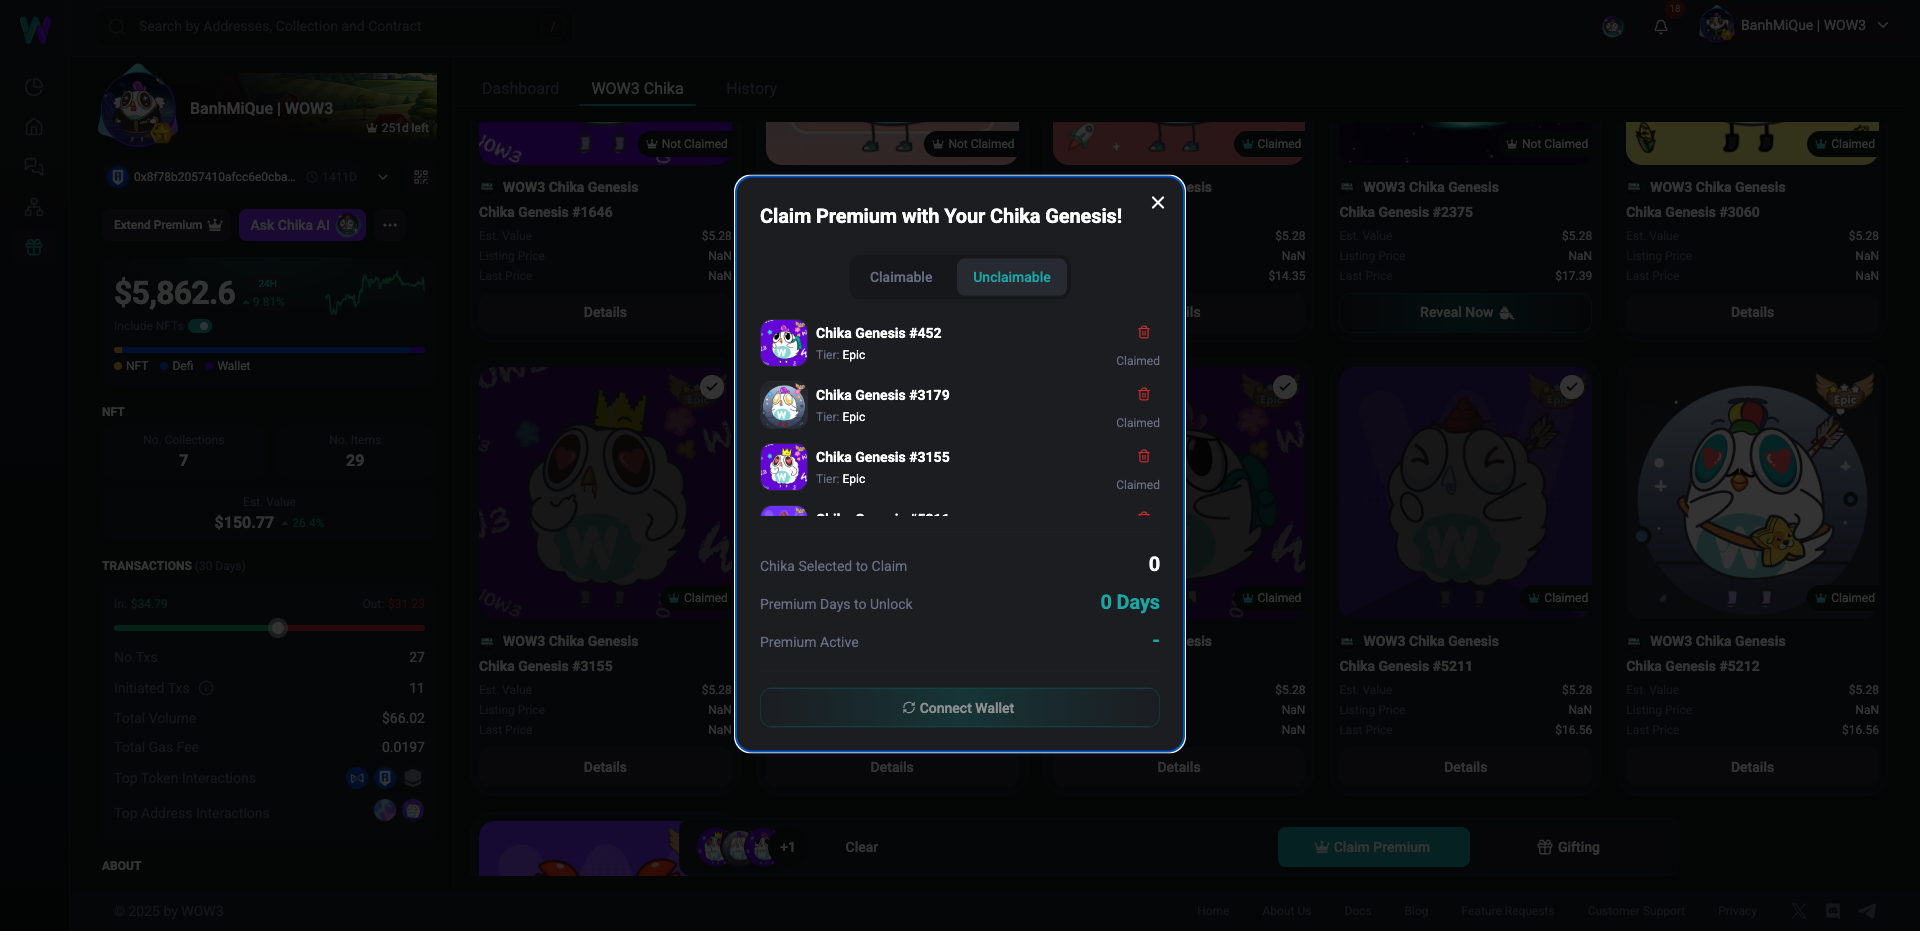 Search by Addresses, Collection and Contract
/
18
BanhMiQue | WOW3
BanhMiQue | WOW3
251d left
0x8f78b2057410afcc6e0cba...
1411D
Extend Premium
Ask Chika AI
$5,862.6
24H
9.81%
Include NFTs
NFT
Defi
Wallet
NFT
No. Collections
No. Items
7
29
Est. Value
$150.77
26.4%
TRANSACTIONS (30 Days)
In: $34.79
Out: $31.23
No.Txs
27
Initiated Txs
11
Total Volume
$66.02
Total Gas Fee
0.0197
Top Token Interactions
Top Address Interactions
ABOUT
Dashboard
WOW3 Chika
History
Not Claimed
Not Claimed
Claimed
Not Claimed
Claimed
WOW3 Chika Genesis
Chika Genesis #1646
Est. Value
$5.28
Listing Price
NaN
Last Price
NaN
Details
$5.28
NaN
$14.35
WOW3 Chika Genesis
Chika Genesis #2375
Est. Value
$5.28
Listing Price
NaN
Last Price
$17.39
Reveal Now
WOW3 Chika Genesis
Chika Genesis #3060
Est. Value
$5.28
Listing Price
NaN
Last Price
NaN
Details
Epic
Claimed
WOW3 Chika Genesis
Chika Genesis #3155
Est. Value
$5.28
Listing Price
NaN
Last Price
NaN
Details
Details
Epic
Claimed
$5.28
NaN
NaN
Details
Claimed
WOW3 Chika Genesis
Chika Genesis #5211
Est. Value
$5.28
Listing Price
NaN
Last Price
$16.56
Details
Epic
Claimed
WOW3 Chika Genesis
Chika Genesis #5212
Est. Value
$5.28
Listing Price
NaN
Last Price
$16.56
Details
Claim Premium with Your Chika Genesis!
Claimable
Unclaimable
Chika Genesis #452
Tier: Epic
Claimed
Chika Genesis #3179
Tier: Epic
Claimed
Chika Genesis #3155
Tier: Epic
Claimed
Chika Genesis #5211
Chika Selected to Claim
0
Premium Days to Unlock
0 Days
Premium Active
-
Connect Wallet
+1
Clear
Claim Premium
Gifting
© 2025 by WOW3
Home
About Us
Docs
Blog
Feature Requests
Customer Support
Privacy